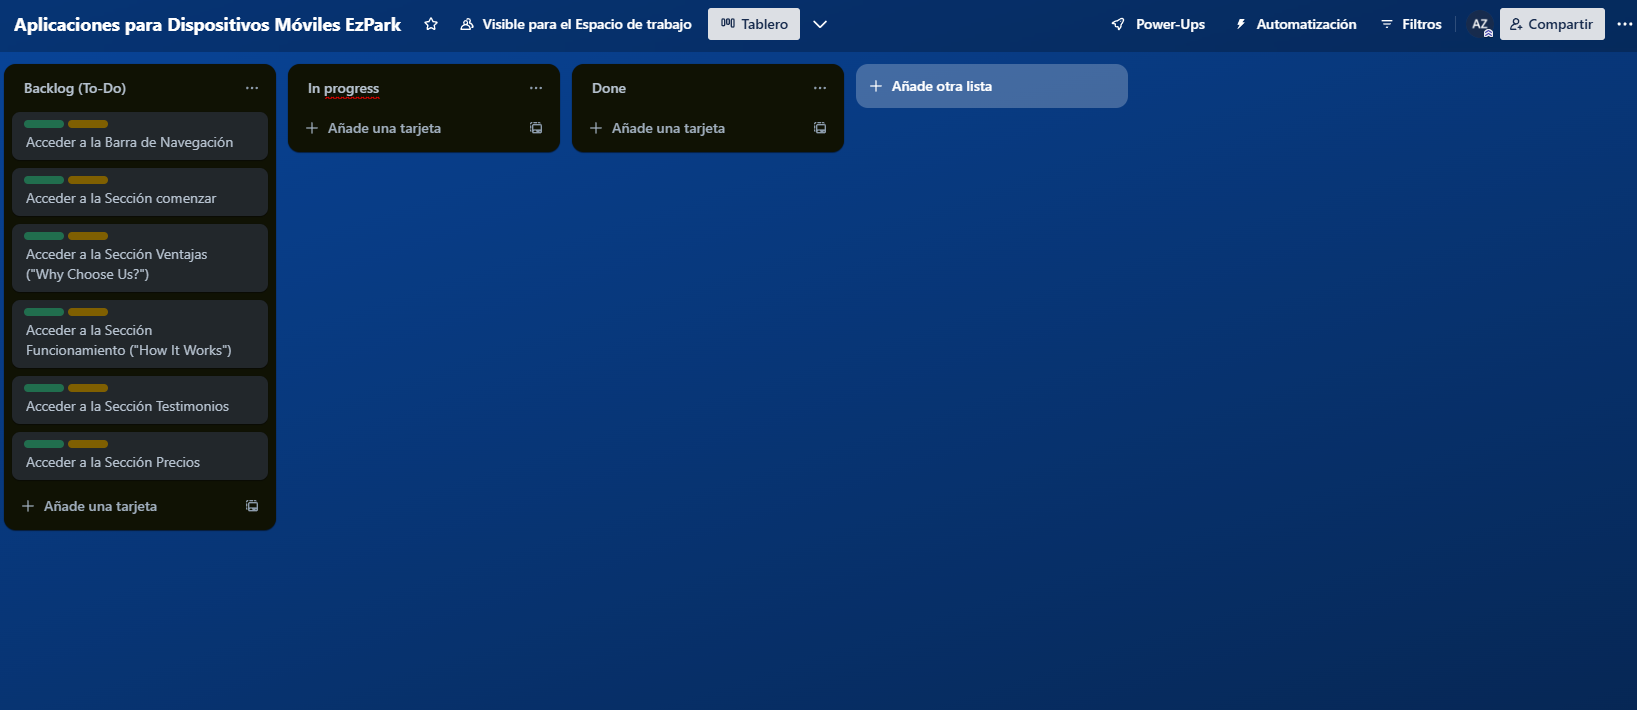 Aplicaciones para Dispositivos Móviles EzPark
Visible para el Espacio de trabajo
Tablero
Power-Ups
Automatización
Filtros
AZ
Compartir
Backlog (To-Do)
Acceder a la Barra de Navegación
Acceder a la Sección comenzar
Acceder a la Sección Ventajas
("Why Choose Us?")
Acceder a la Sección
Funcionamiento ("How It Works")
Acceder a la Sección Testimonios
Acceder a la Sección Precios
Añade una tarjeta
In progress
Añade una tarjeta
Done
Añade una tarjeta
Añade otra lista